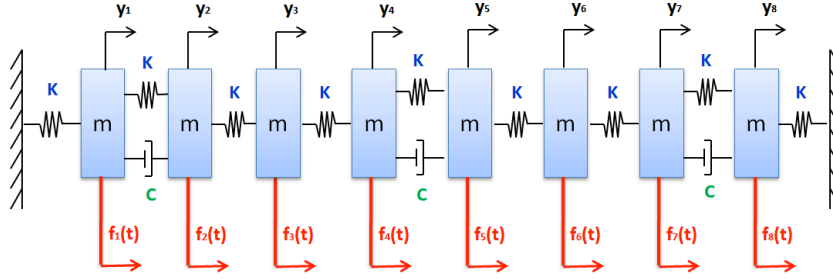 y₁ y₂ y₃ y₄ y₅ y₆ y₇ y₈
K K K
K K K K K K
m m m m m m m m
C C C
f₁(t) f₂(t) f₃(t) f₄(t) f₅(t) f₆(t) f₇(t) f₈(t)